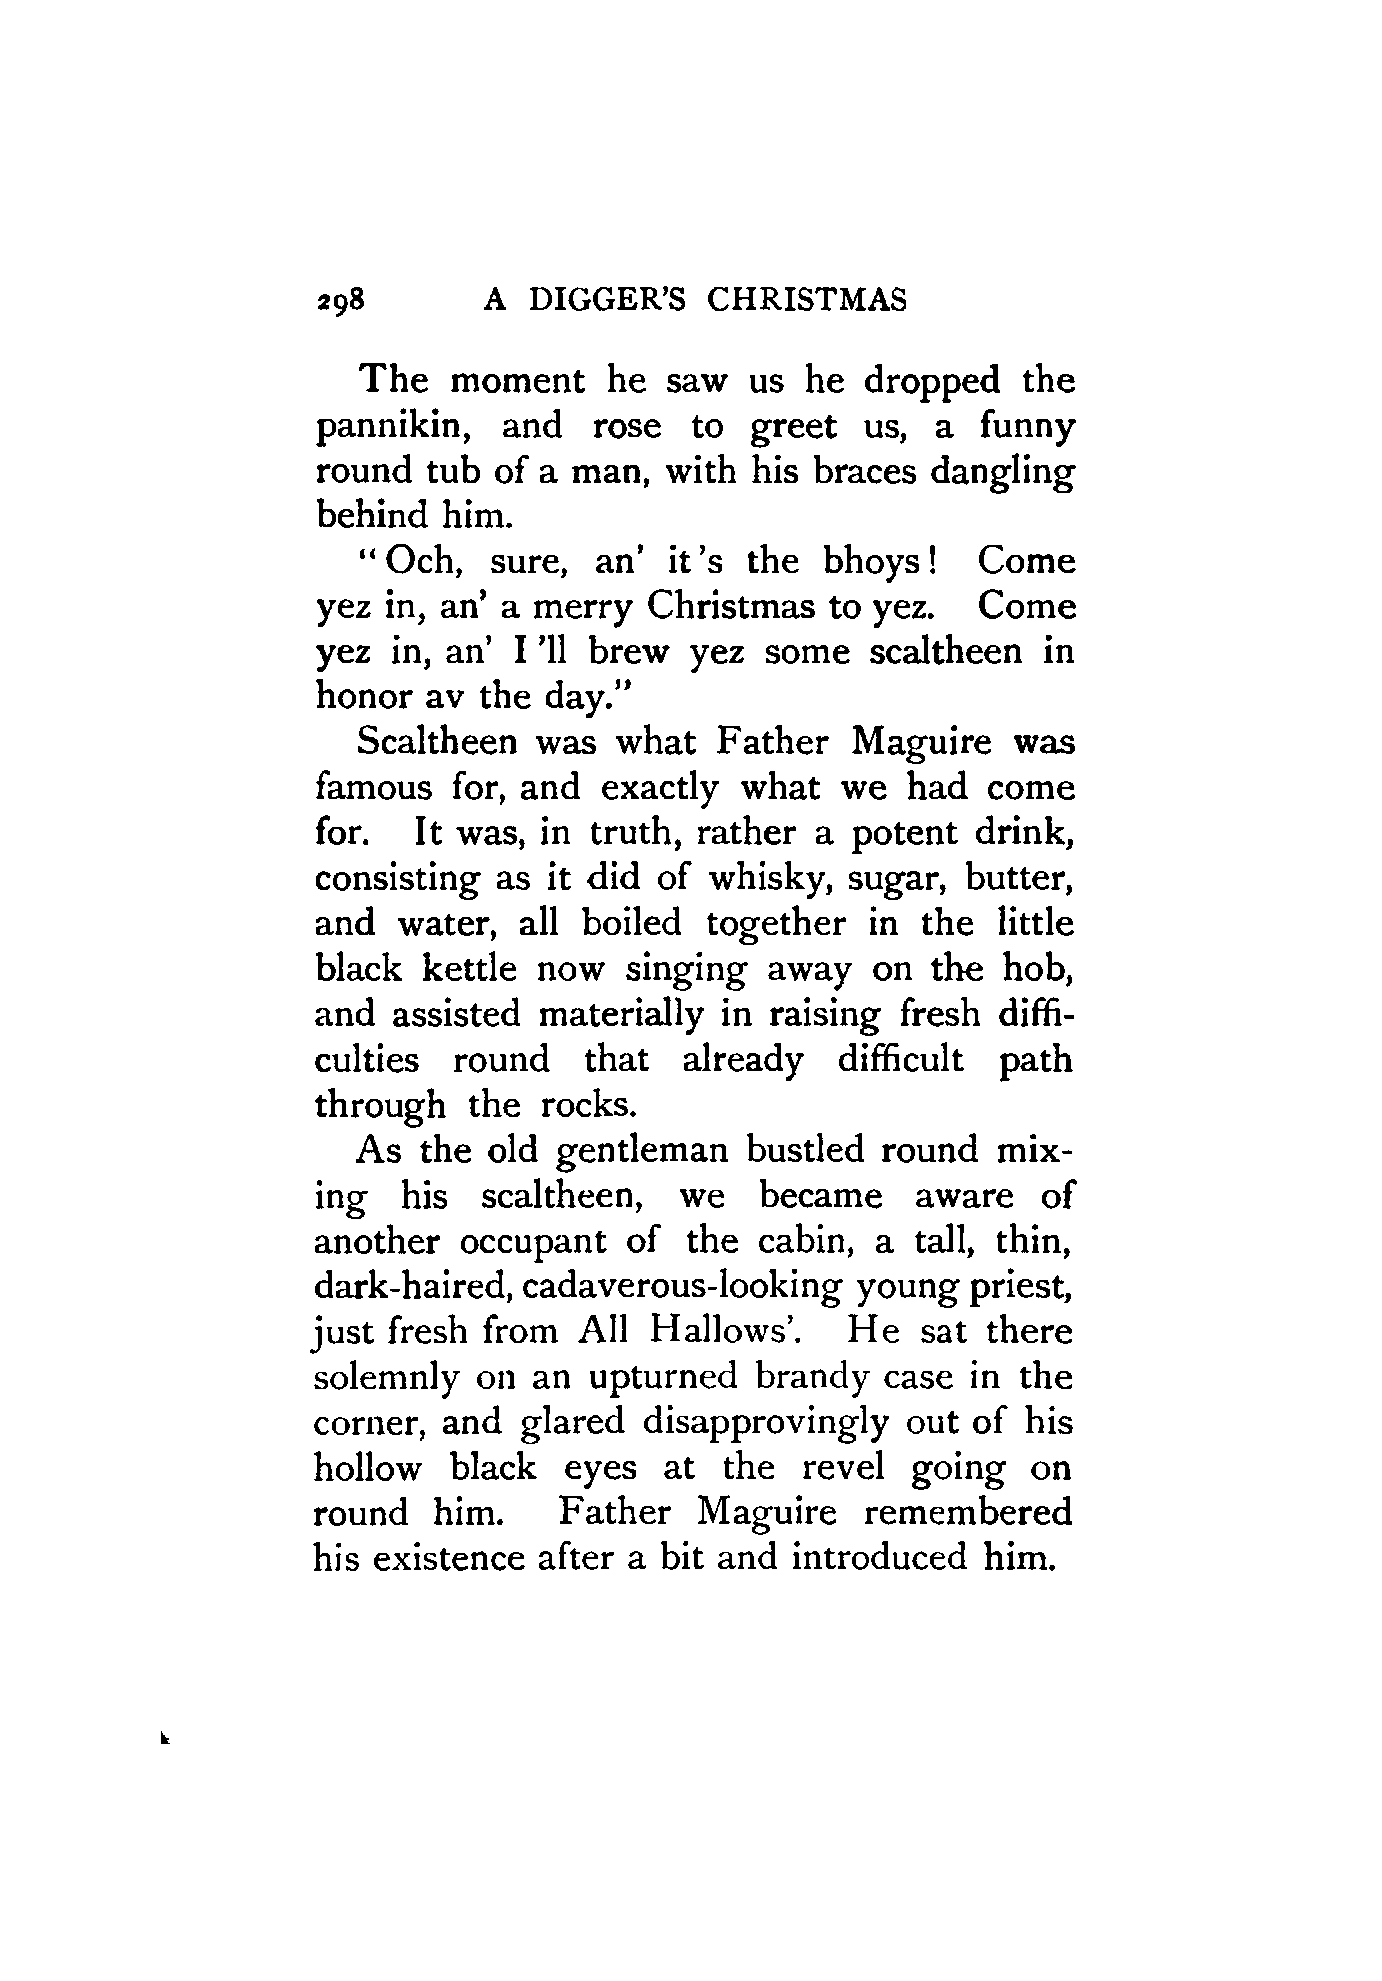 298 A DIGGER'S CHRISTMAS
The moment he saw us he dropped the
pannikin, and rose to greet us, a funny
round tub of a man, with his braces dangling
behind him.
"Och, sure, an' it's the bhoys! Come
yez in, an' a merry Christmas to yez. Come
yez in, an' I'll brew yez some scaltheen in
honor av the day."
Scaltheen was what Father Maguire was
famous for, and exactly what we had come
for. It was, in truth, rather a potent drink,
consisting as it did of whisky, sugar, butter,
and water, all boiled together in the little
black kettle now singing away on the hob,
and assisted materially in raising fresh diffi-
culties round that already difficult path
through the rocks.
As the old gentleman bustled round mix-
ing his scaltheen, we became aware of
another occupant of the cabin, a tall, thin,
dark-haired, cadaverous-looking young priest,
just fresh from All Hallows'. He sat there
solemnly on an upturned brandy case in the
corner, and glared disapprovingly out of his
hollow black eyes at the revel going on
round him. Father Maguire remembered
his existence after a bit and introduced him.